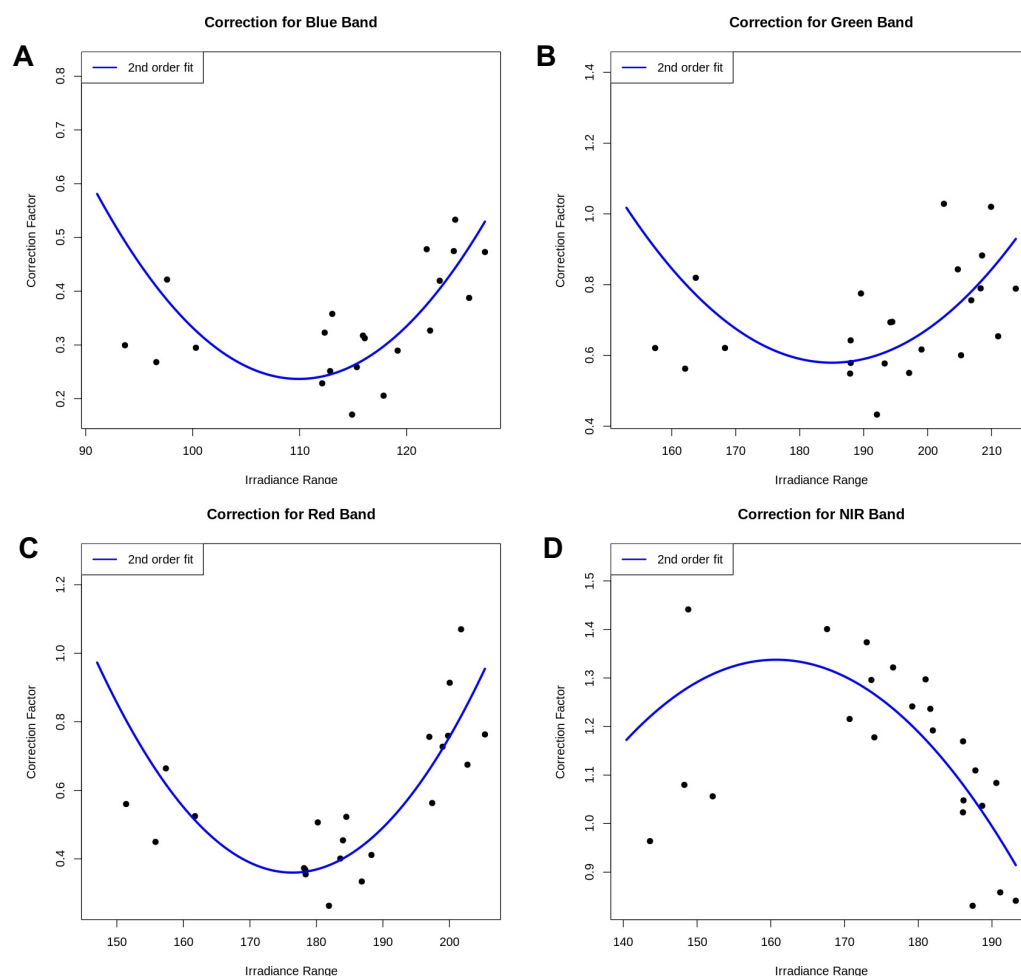 Correction for Blue Band
A
2nd order fit
Correction Factor
0.8
0.7
0.6
0.5
0.4
0.3
0.2
90 100 110 120
Irradiance Range
Correction for Green Band
B
2nd order fit
Correction Factor
1.4
1.2
1.0
0.8
0.6
0.4
160 170 180 190 200 210
Irradiance Range
Correction for Red Band
C
2nd order fit
Correction Factor
1.2
1.0
0.8
0.6
0.4
150 160 170 180 190 200
Irradiance Range
Correction for NIR Band
D
2nd order fit
Correction Factor
1.5
1.4
1.3
1.2
1.1
1.0
0.9
140 150 160 170 180 190
Irradiance Range